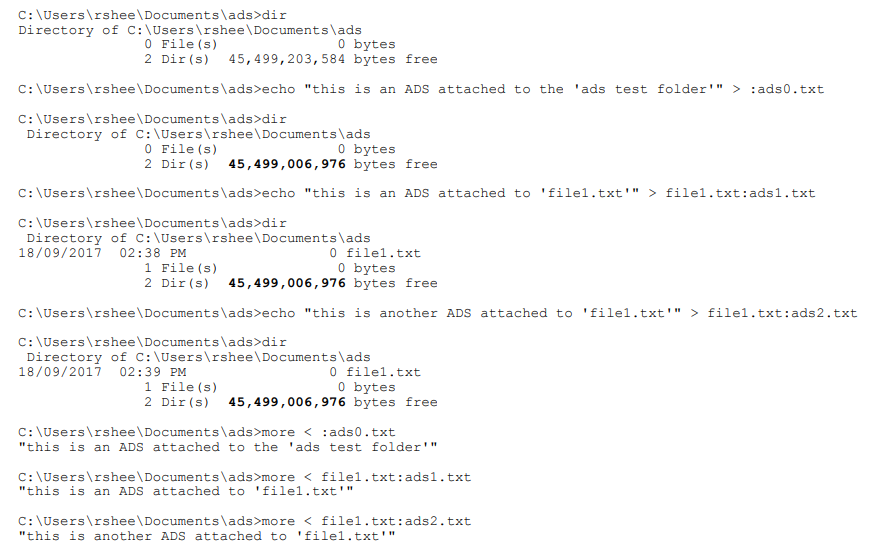 C:\Users\rshee\Documents\ads>dir
Directory of C:\Users\rshee\Documents\ads
0 File(s) 0 bytes
2 Dir(s) 45,499,203,584 bytes free
C:\Users\rshee\Documents\ads>echo "this is an ADS attached to the 'ads test folder'" > :ads0.txt
C:\Users\rshee\Documents\ads>dir
Directory of C:\Users\rshee\Documents\ads
0 File(s) 0 bytes
2 Dir(s) 45,499,006,976 bytes free
C:\Users\rshee\Documents\ads>echo "this is an ADS attached to 'file1.txt'" > file1.txt:ads1.txt
C:\Users\rshee\Documents\ads>dir
Directory of C:\Users\rshee\Documents\ads
18/09/2017 02:38 PM 0 file1.txt
1 File(s) 0 bytes
2 Dir(s) 45,499,006,976 bytes free
C:\Users\rshee\Documents\ads>echo "this is another ADS attached to 'file1.txt'" > file1.txt:ads2.txt
C:\Users\rshee\Documents\ads>dir
Directory of C:\Users\rshee\Documents\ads
18/09/2017 02:39 PM 0 file1.txt
1 File(s) 0 bytes
2 Dir(s) 45,499,006,976 bytes free
C:\Users\rshee\Documents\ads>more < :ads0.txt
"this is an ADS attached to the 'ads test folder'"
C:\Users\rshee\Documents\ads>more < file1.txt:ads1.txt
"this is an ADS attached to 'file1.txt'"
C:\Users\rshee\Documents\ads>more < file1.txt:ads2.txt
"this is another ADS attached to 'file1.txt'"